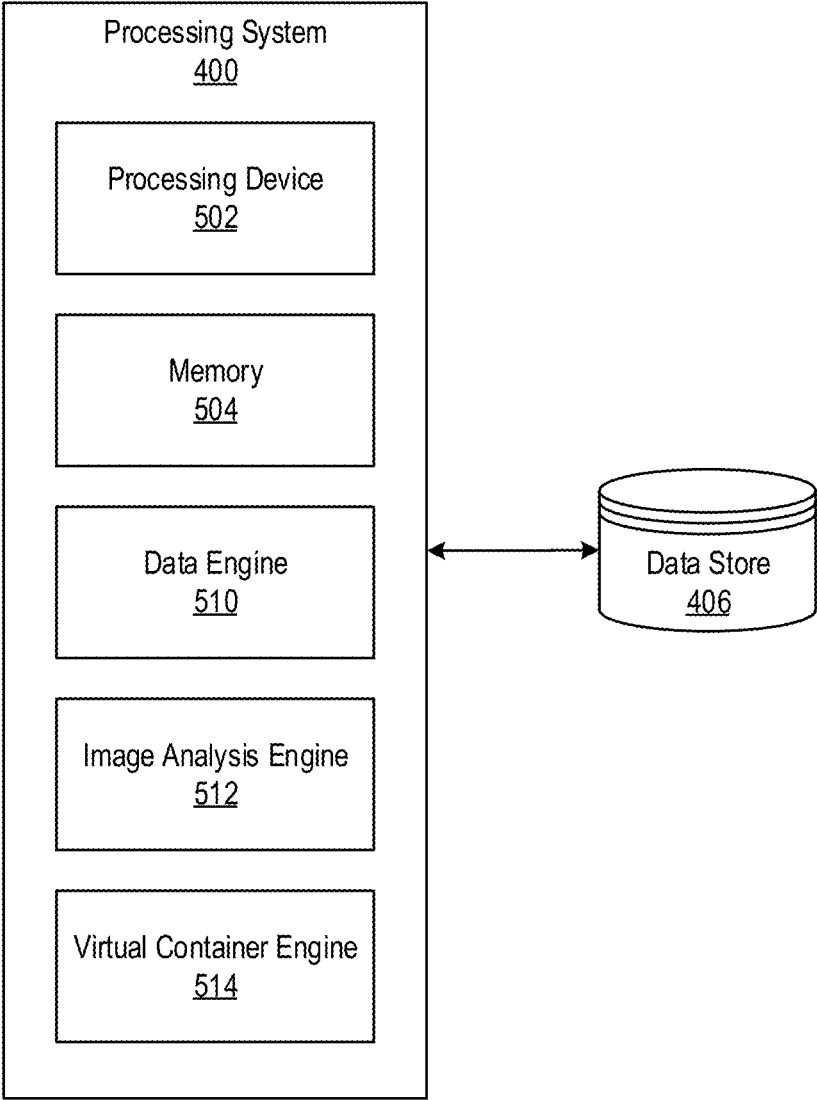 Processing System
400
Processing Device
502
Memory
504
Data Engine
510
Image Analysis Engine
512
Virtual Container Engine
514
Data Store
406